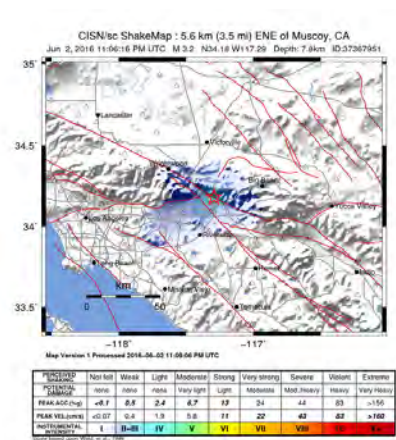 CISN/sc ShakeMap : 5.6 km (3.5 mi) ENE of Muscoy, CA
Jun 2, 2016 11:06:16 PM UTC M 3.2 N34.18 W117.29 Depth: 7.8km ID:37367951
35˚
Lancaster
34.5˚
Victorville
Wrightwood
Big Bear
Yucca Valley
34˚
Los Angeles
Long Beach
Hemet
Indio
km
Mission Viejo
Temecula
33.5˚
0 50
-118˚ -117˚
Map Version 1 Processed 2016-06-02 11:08:06 PM UTC
PERCEIVED SHAKING Not felt Weak Light Moderate Strong Very strong Severe Violent Extreme
POTENTIAL DAMAGE none none none Very light Light Moderate Mod./Heavy Heavy Very Heavy
PEAK ACC.(%g) <0.1 0.5 2.4 6.7 13 24 44 83 >156
PEAK VEL.(cm/s) <0.07 0.4 1.9 5.8 11 22 43 83 >160
INSTRUMENTAL INTENSITY I II-III IV V VI VII VIII IX X+